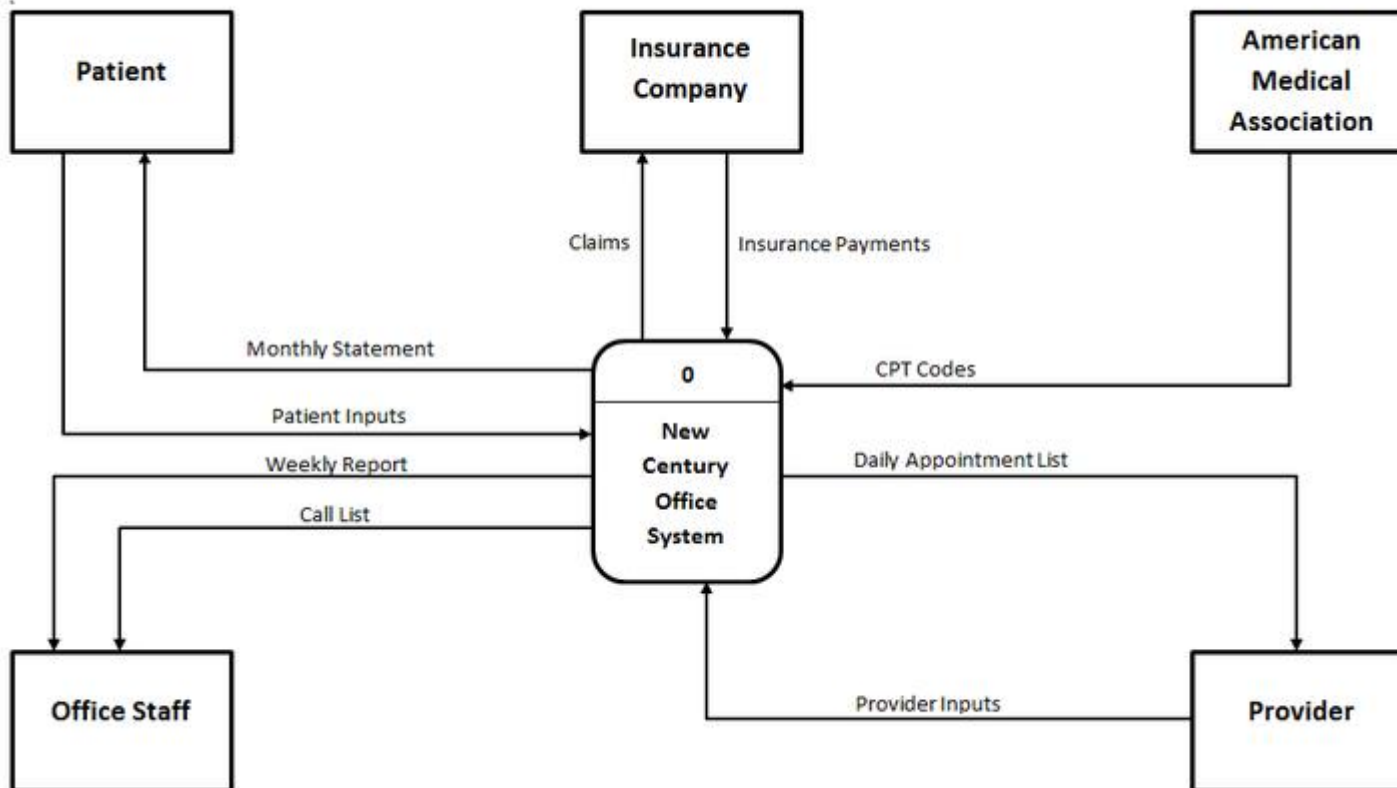 Patient
Insurance
Company
American
Medical
Association
Claims
Insurance Payments
Monthly Statement
0
CPT Codes
Patient Inputs
New
Century
Office
System
Weekly Report
Daily Appointment List
Call List
Office Staff
Provider Inputs
Provider